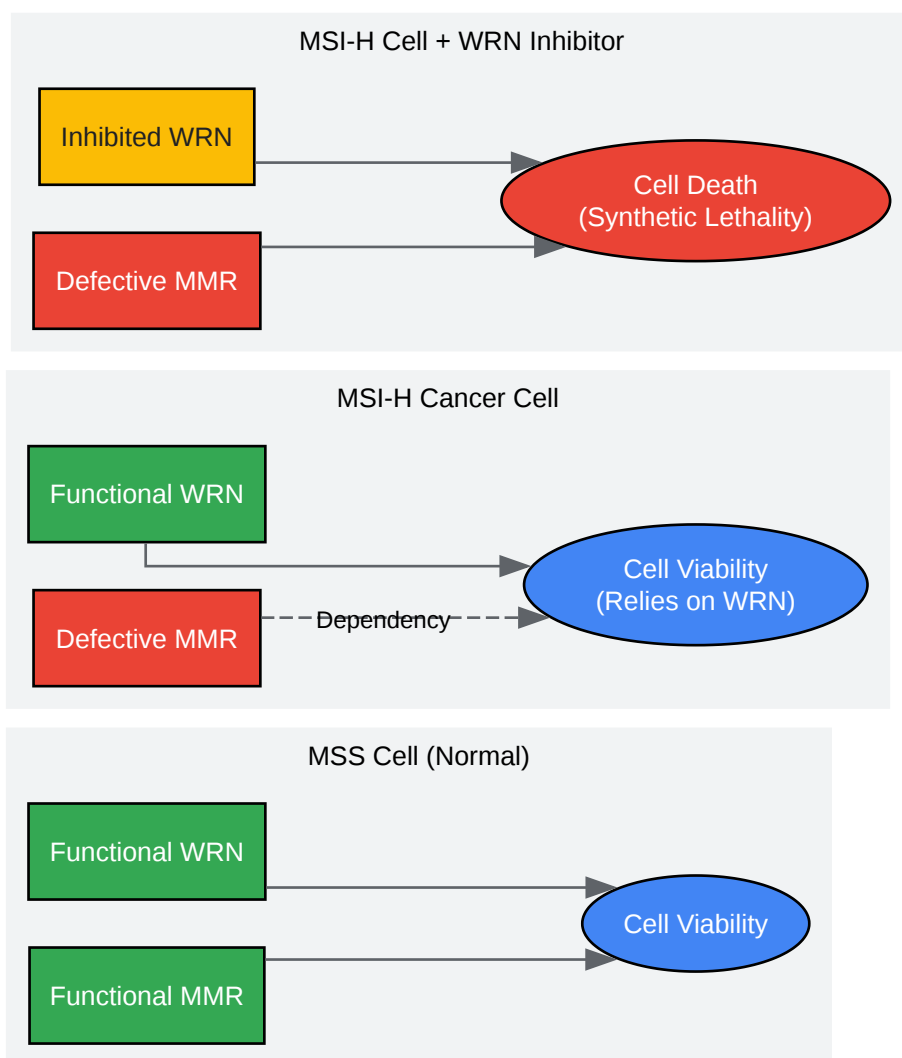 MSI-H Cell + WRN Inhibitor
Inhibited WRN
Cell Death
(Synthetic Lethality)
Defective MMR
MSI-H Cancer Cell
Functional WRN
Cell Viability
(Relies on WRN)
Defective MMR
Dependency
MSS Cell (Normal)
Functional WRN
Cell Viability
Functional MMR